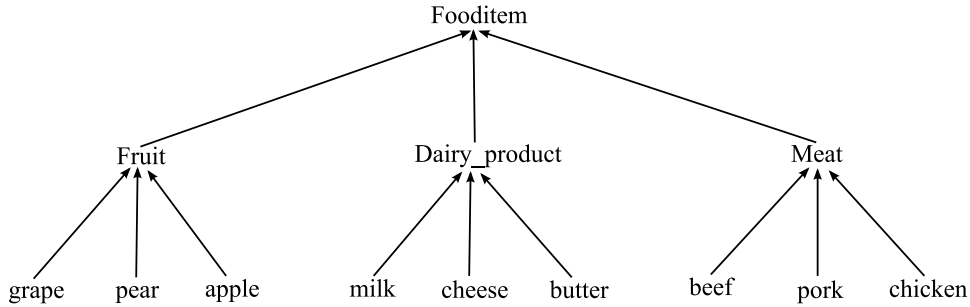 Fooditem
Fruit Dairy_product Meat
grape pear apple milk cheese butter beef pork chicken